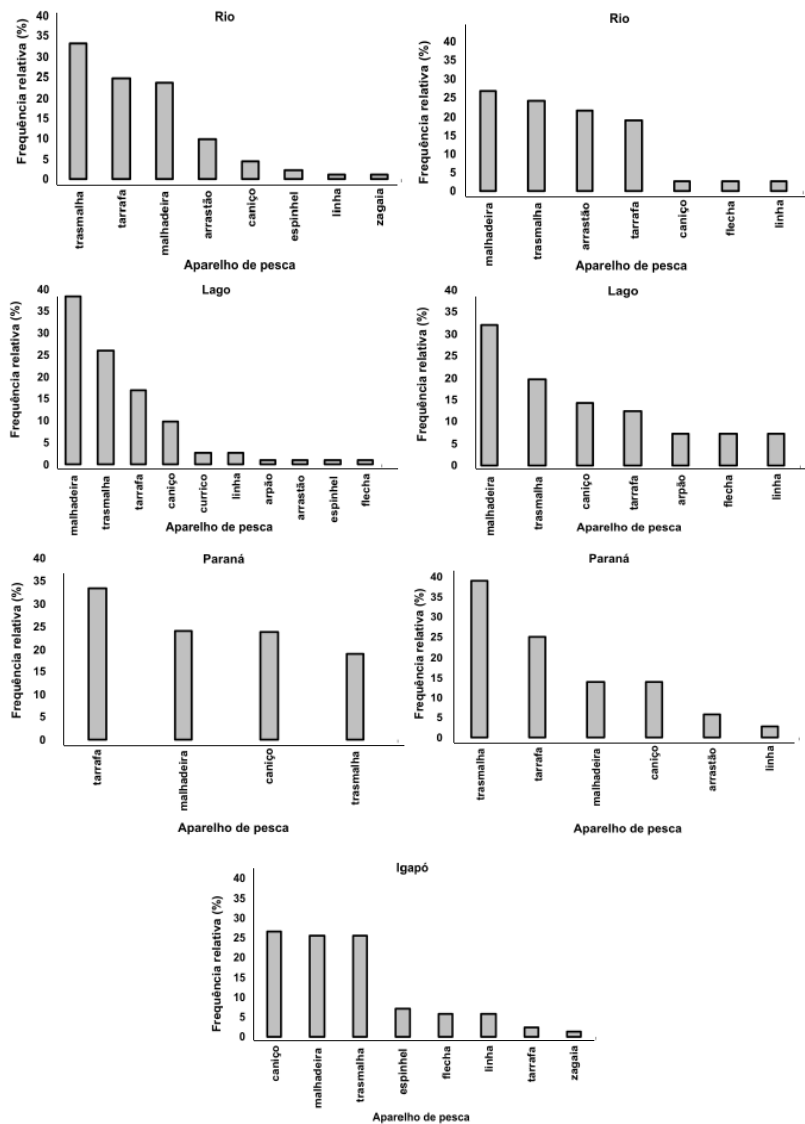 Rio
Frequência relativa (%)
40
35
30
25
20
15
10
5
0
trasmalha
tarrafa
malhadeira
arrastão
caniço
espinhel
linha
zagaia
Aparelho de pesca
Rio
Frequência relativa (%)
40
35
30
25
20
15
10
5
0
malhadeira
trasmalha
arrastão
tarrafa
caniço
flecha
linha
Aparelho de pesca
Lago
Frequência relativa (%)
40
35
30
25
20
15
10
5
0
malhadeira
trasmalha
tarrafa
caniço
currico
linha
arpão
arrastão
espinhel
flecha
Aparelho de pesca
Lago
Frequência relativa (%)
40
35
30
25
20
15
10
5
0
malhadeira
trasmalha
caniço
tarrafa
arpão
flecha
linha
Aparelho de pesca
Paraná
Frequência relativa (%)
40
35
30
25
20
15
10
5
0
tarrafa
malhadeira
caniço
trasmalha
Aparelho de pesca
Paraná
Frequência relativa (%)
40
35
30
25
20
15
10
5
0
trasmalha
tarrafa
malhadeira
caniço
arrastão
linha
Aparelho de pesca
Igapó
Frequência relativa (%)
40
35
30
25
20
15
10
5
0
caniço
malhadeira
trasmalha
espinhel
flecha
linha
tarrafa
zagaia
Aparelho de pesca